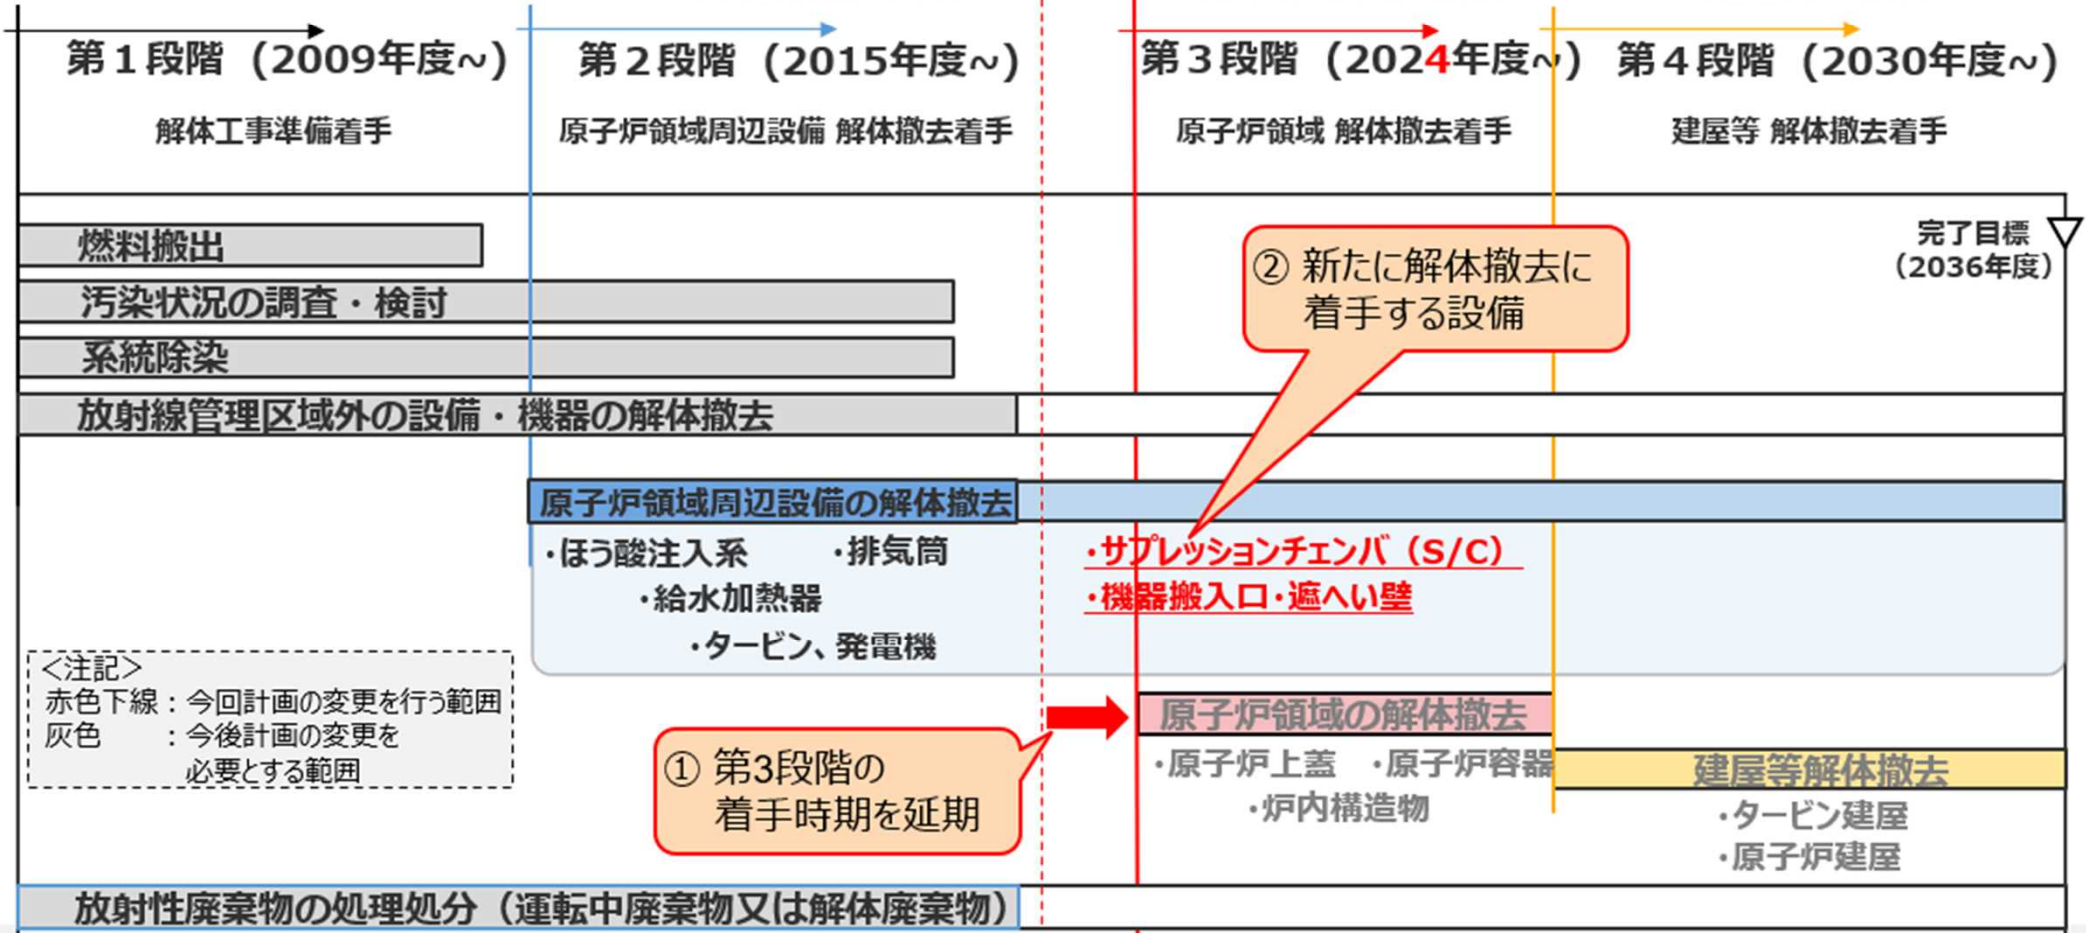 第１段階（2009年度~）
第２段階（2015年度~）
第３段階（2024年度~）
第４段階（2030年度~）
解体工事準備着手
原子炉領域周辺設備 解体撤去着手
原子炉領域 解体撤去着手
建屋等 解体撤去着手
燃料搬出
汚染状況の調査・検討
系統除染
放射線管理区域外の設備・機器の解体撤去
② 新たに解体撤去に
着手する設備
完了目標
（2036年度）
原子炉領域周辺設備の解体撤去
・ほう酸注入系
・排気筒
・給水加熱器
・タービン、発電機
・サプレッションチェンバ（S/C）
・機器搬入口・遮へい壁
＜注記＞
赤色下線：今回計画の変更を行う範囲
灰色　　：今後計画の変更を
必要とする範囲
① 第3段階の
着手時期を延期
原子炉領域の解体撤去
・原子炉上蓋
・原子炉容器
・炉内構造物
建屋等解体撤去
・タービン建屋
・原子炉建屋
放射性廃棄物の処理処分（運転中廃棄物又は解体廃棄物）